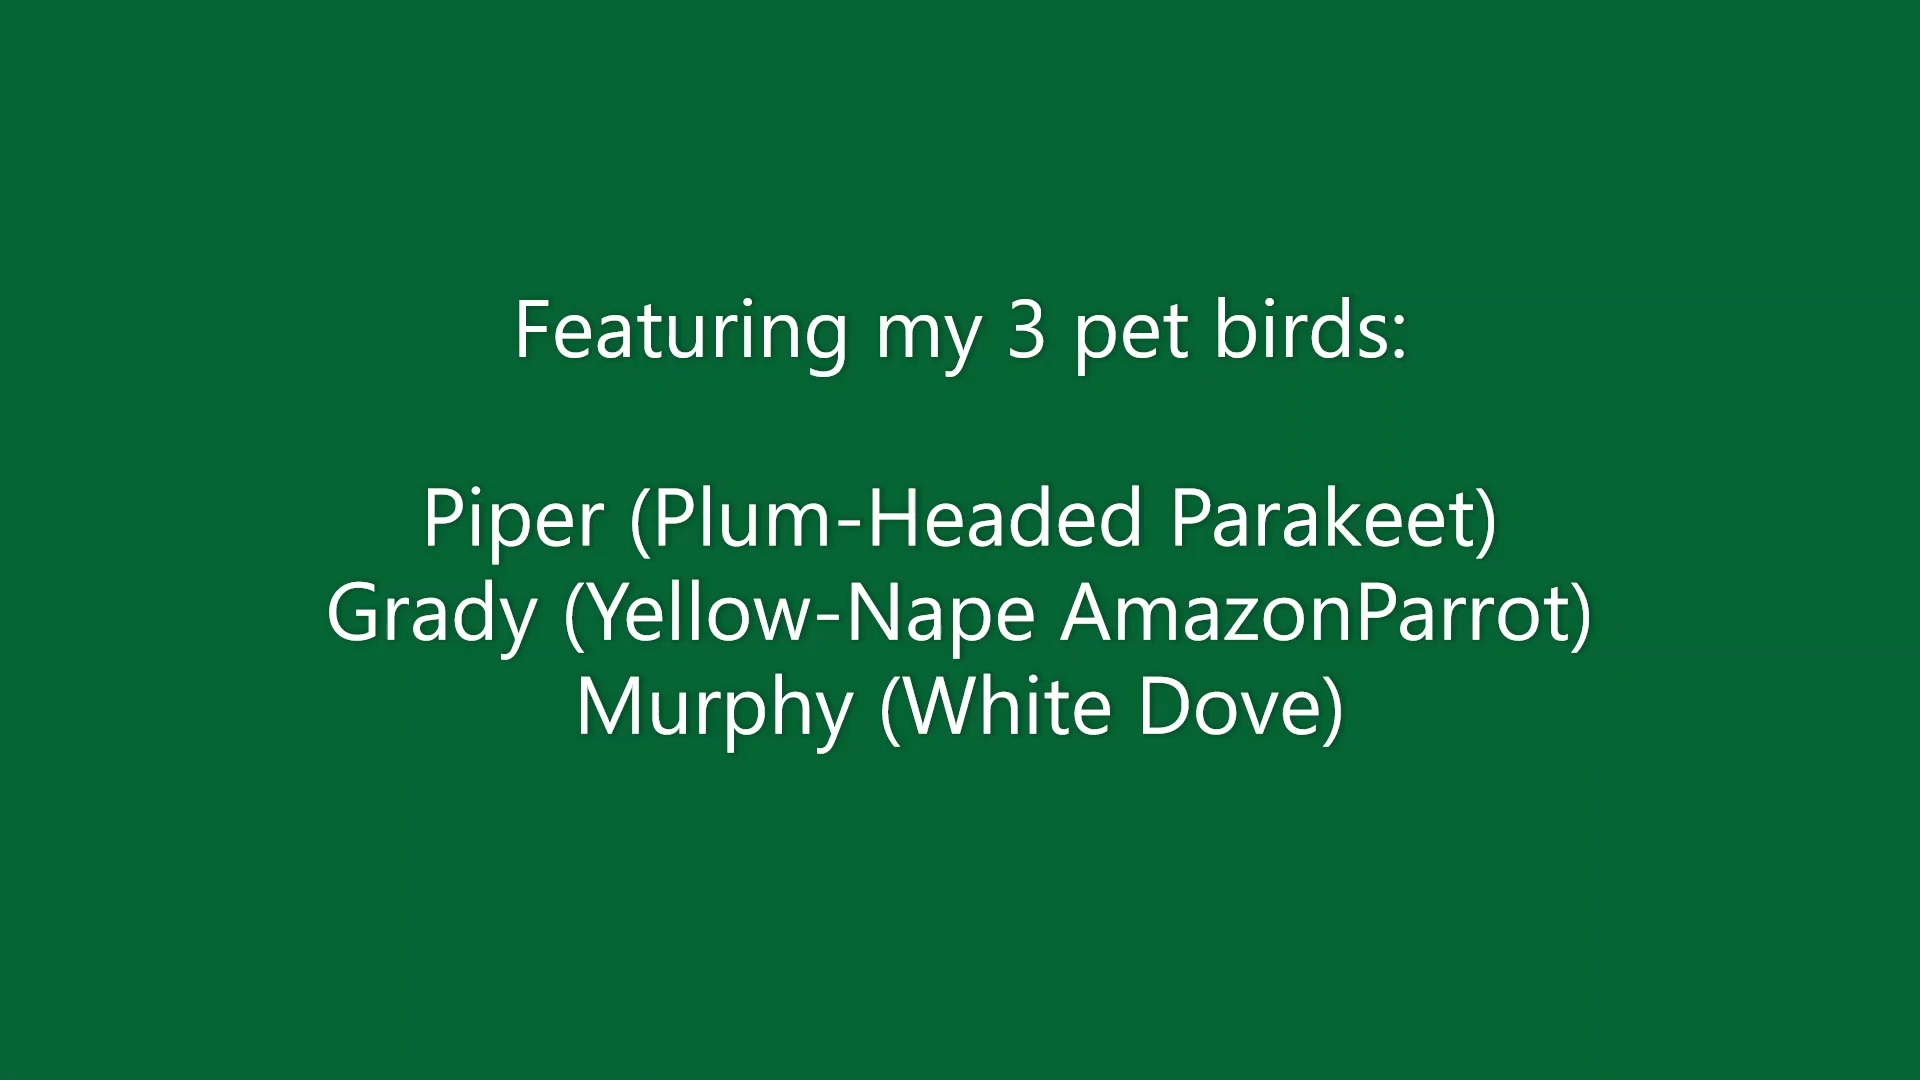 Featuring my 3 pet birds:
Piper (Plum-Headed Parakeet)
Grady (Yellow-Nape AmazonParrot)
Murphy (White Dove)